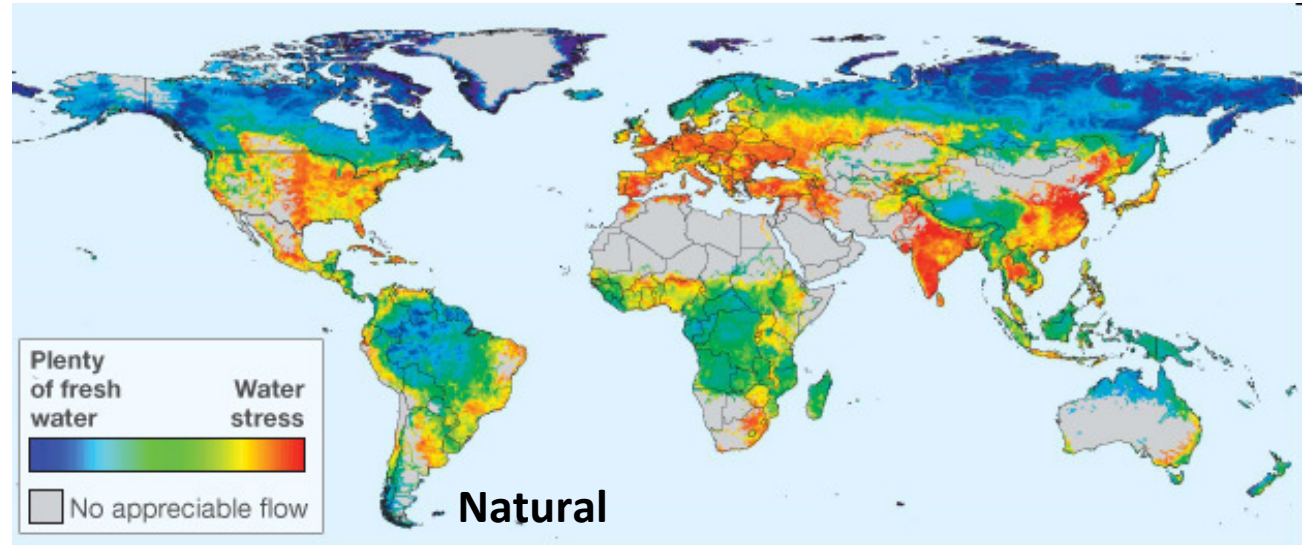 Plenty
of fresh
water
Water
stress
No appreciable flow
Natural